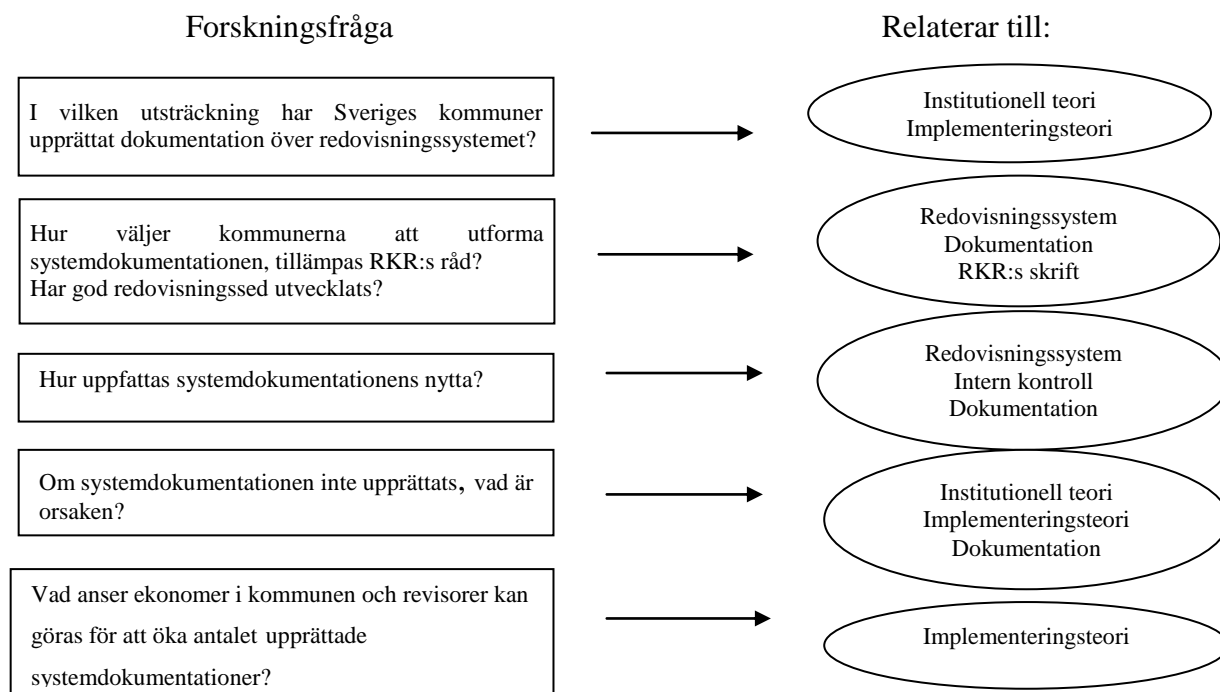 Forskningsfråga
Relaterar till:
I vilken utsträckning har Sveriges kommuner
upprättat dokumentation över redovisningssystemet?
Institutionell teori
Implementeringsteori
Hur väljer kommunerna att utforma
systemdokumentationen, tillämpas RKR:s råd?
Har god redovisningssed utvecklats?
Redovisningssystem
Dokumentation
RKR:s skrift
Hur uppfattas systemdokumentationens nytta?
Redovisningssystem
Intern kontroll
Dokumentation
Om systemdokumentationen inte upprättats, vad är
orsaken?
Institutionell teori
Implementeringsteori
Dokumentation
Vad anser ekonomer i kommunen och revisorer kan
göras för att öka antalet upprättade
systemdokumentationer?
Implementeringsteori